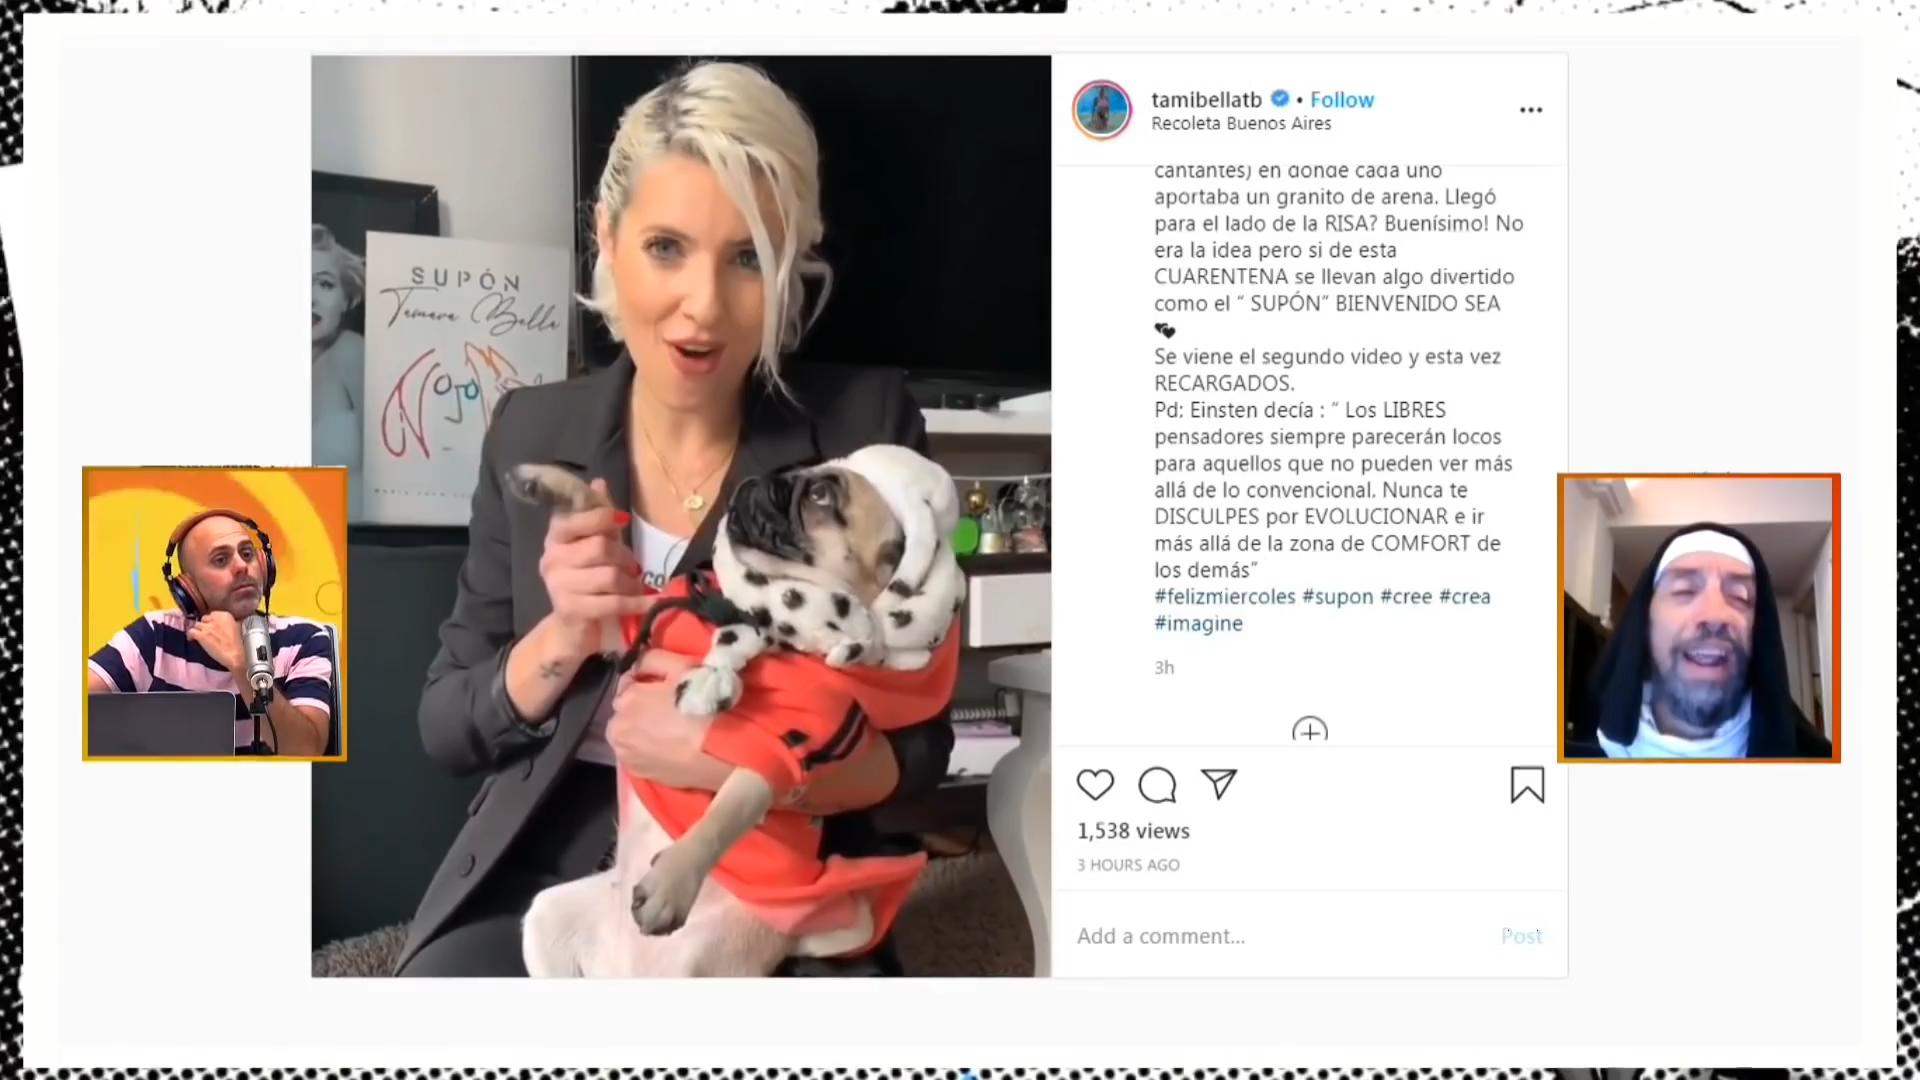 SUPÓN
Tamara Bella
tamibellatb • Follow
Recoleta Buenos Aires
cantantes) en donde cada uno
aportaba un granito de arena. Llegó
para el lado de la RISA? Buenísimo! No
era la idea pero si de esta
CUARENTENA se llevan algo divertido
como el “ SUPÓN” BIENVENIDO SEA
Se viene el segundo video y esta vez
RECARGADOS.
Pd: Einsten decía : “ Los LIBRES
pensadores siempre parecerán locos
para aquellos que no pueden ver más
allá de lo convencional. Nunca te
DISCULPES por EVOLUCIONAR e ir
más allá de la zona de COMFORT de
los demás”
#felizmiercoles #supon #cree #crea
#imagine
3h
1,538 views
3 HOURS AGO
Add a comment... Post